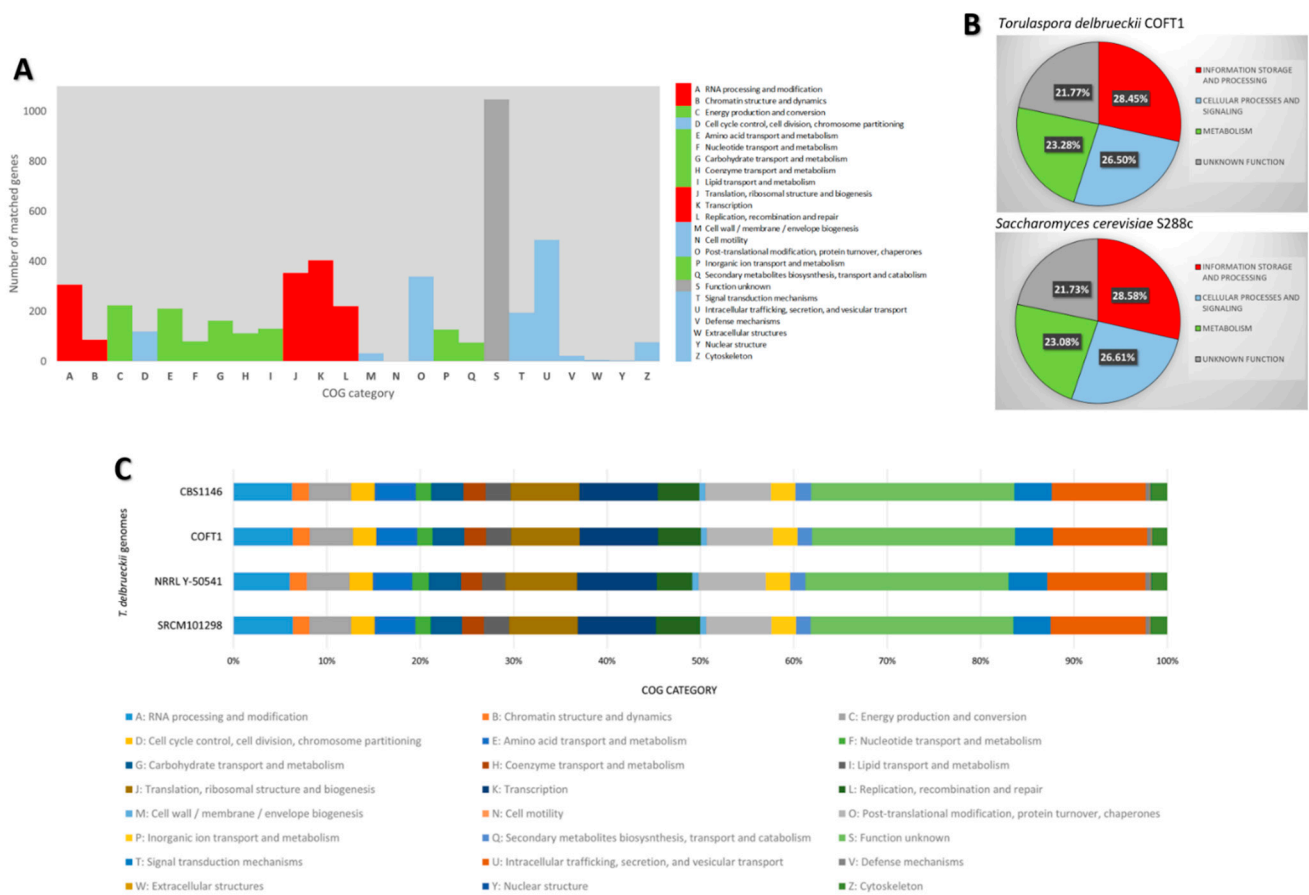 A
Number of matched genes
1000
800
600
400
200
0
A B C D E F G H I J K L M N O P Q S T U V W Y Z
COG category
A RNA processing and modification
B Chromatin structure and dynamics
C Energy production and conversion
D Cell cycle control, cell division, chromosome partitioning
E Amino acid transport and metabolism
F Nucleotide transport and metabolism
G Carbohydrate transport and metabolism
H Coenzyme transport and metabolism
I Lipid transport and metabolism
J Translation, ribosomal structure and biogenesis
K Transcription
L Replication, recombination and repair
M Cell wall / membrane / envelope biogenesis
N Cell motility
O Post-translational modification, protein turnover, chaperones
P Inorganic ion transport and metabolism
Q Secondary metabolites biosysnthesis, transport and catabolism
S Function unknown
T Signal transduction mechanisms
U Intracellular trafficking, secretion, and vesicular transport
V Defense mechanisms
W Extracellular structures
Y Nuclear structure
Z Cytoskeleton
B
Torulaspora delbrueckii COFT1
21.77%
28.45%
23.28%
26.50%
INFORMATION STORAGE
AND PROCESSING
CELLULAR PROCESSES AND
SIGNALING
METABOLISM
UNKNOWN FUNCTION
Saccharomyces cerevisiae S288c
21.73%
28.58%
23.08%
26.61%
INFORMATION STORAGE
AND PROCESSING
CELLULAR PROCESSES AND
SIGNALING
METABOLISM
UNKNOWN FUNCTION
C
T. delbrueckii genomes
CBS1146
COFT1
NRRL Y-50541
SRCM101298
0% 10% 20% 30% 40% 50% 60% 70% 80% 90% 100%
COG CATEGORY
A: RNA processing and modification
B: Chromatin structure and dynamics
C: Energy production and conversion
D: Cell cycle control, cell division, chromosome partitioning
E: Amino acid transport and metabolism
F: Nucleotide transport and metabolism
G: Carbohydrate transport and metabolism
H: Coenzyme transport and metabolism
I: Lipid transport and metabolism
J: Translation, ribosomal structure and biogenesis
K: Transcription
L: Replication, recombination and repair
M: Cell wall / membrane / envelope biogenesis
N: Cell motility
O: Post-translational modification, protein turnover, chaperones
P: Inorganic ion transport and metabolism
Q: Secondary metabolites biosysnthesis, transport and catabolism
S: Function unknown
T: Signal transduction mechanisms
U: Intracellular trafficking, secretion, and vesicular transport
V: Defense mechanisms
W: Extracellular structures
Y: Nuclear structure
Z: Cytoskeleton